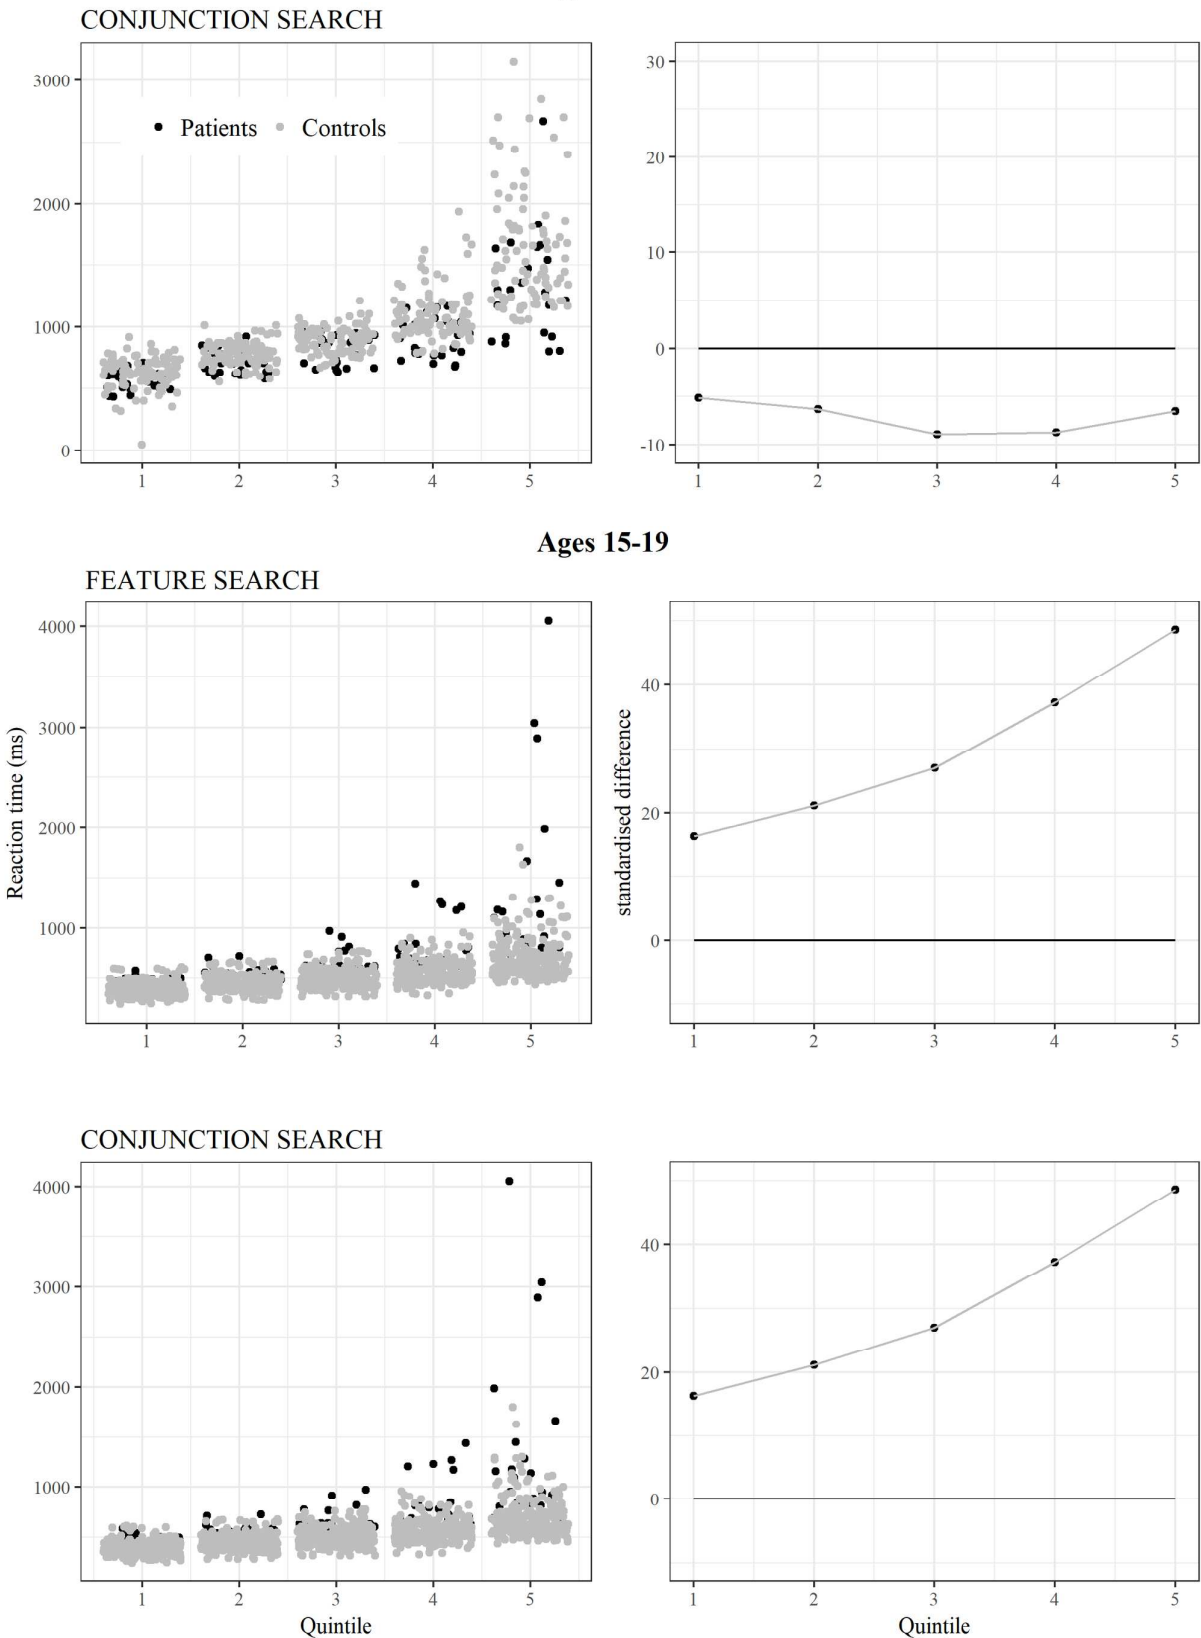 CONJUNCTION SEARCH
3000
2000
1000
0
Patients
Controls
1 2 3 4 5
30
20
10
0
-10
1 2 3 4 5
Ages 15-19
FEATURE SEARCH
Reaction time (ms)
4000
3000
2000
1000
1 2 3 4 5
standardised difference
40
20
0
1 2 3 4 5
CONJUNCTION SEARCH
4000
3000
2000
1000
1 2 3 4 5
Quintile
40
20
0
1 2 3 4 5
Quintile